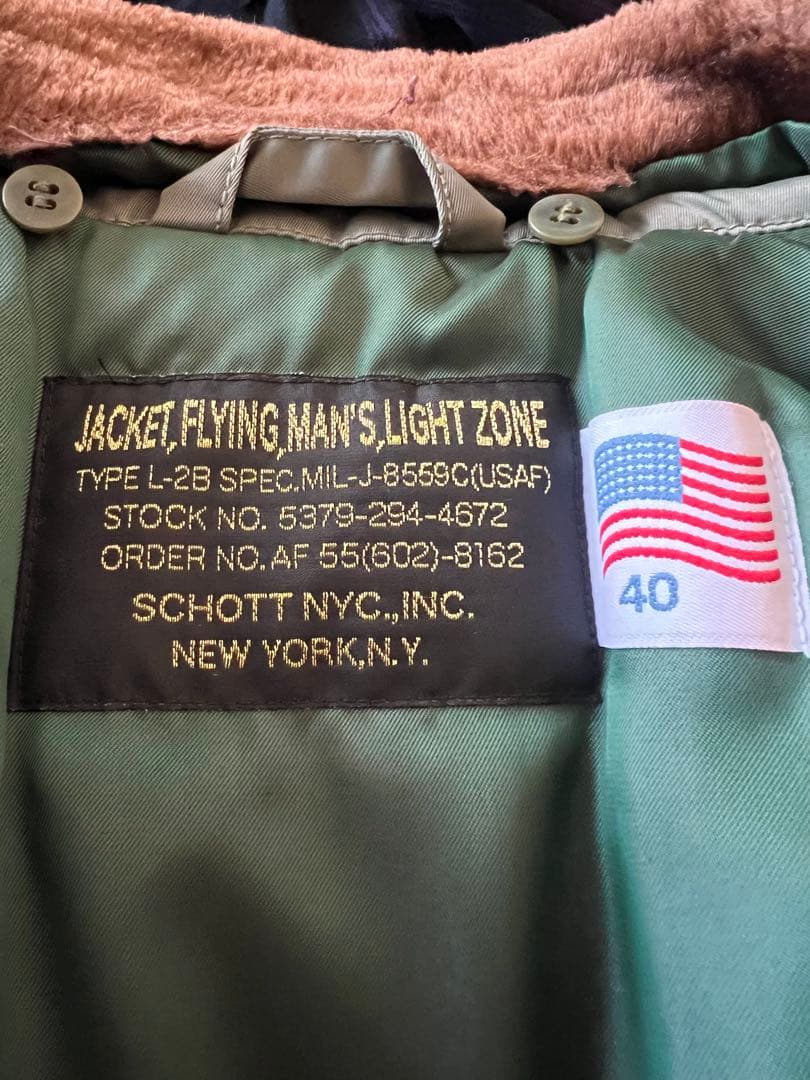 JACKET,FLYING,MAN'S,LIGHT ZONE
TYPE L-2B SPEC.MIL-J-8559C(USAF)
STOCK NO. 5379-294-4672
ORDER NO.AF 55(602)-8162
SCHOTT NYC.,INC.
NEW YORK,N.Y.
40